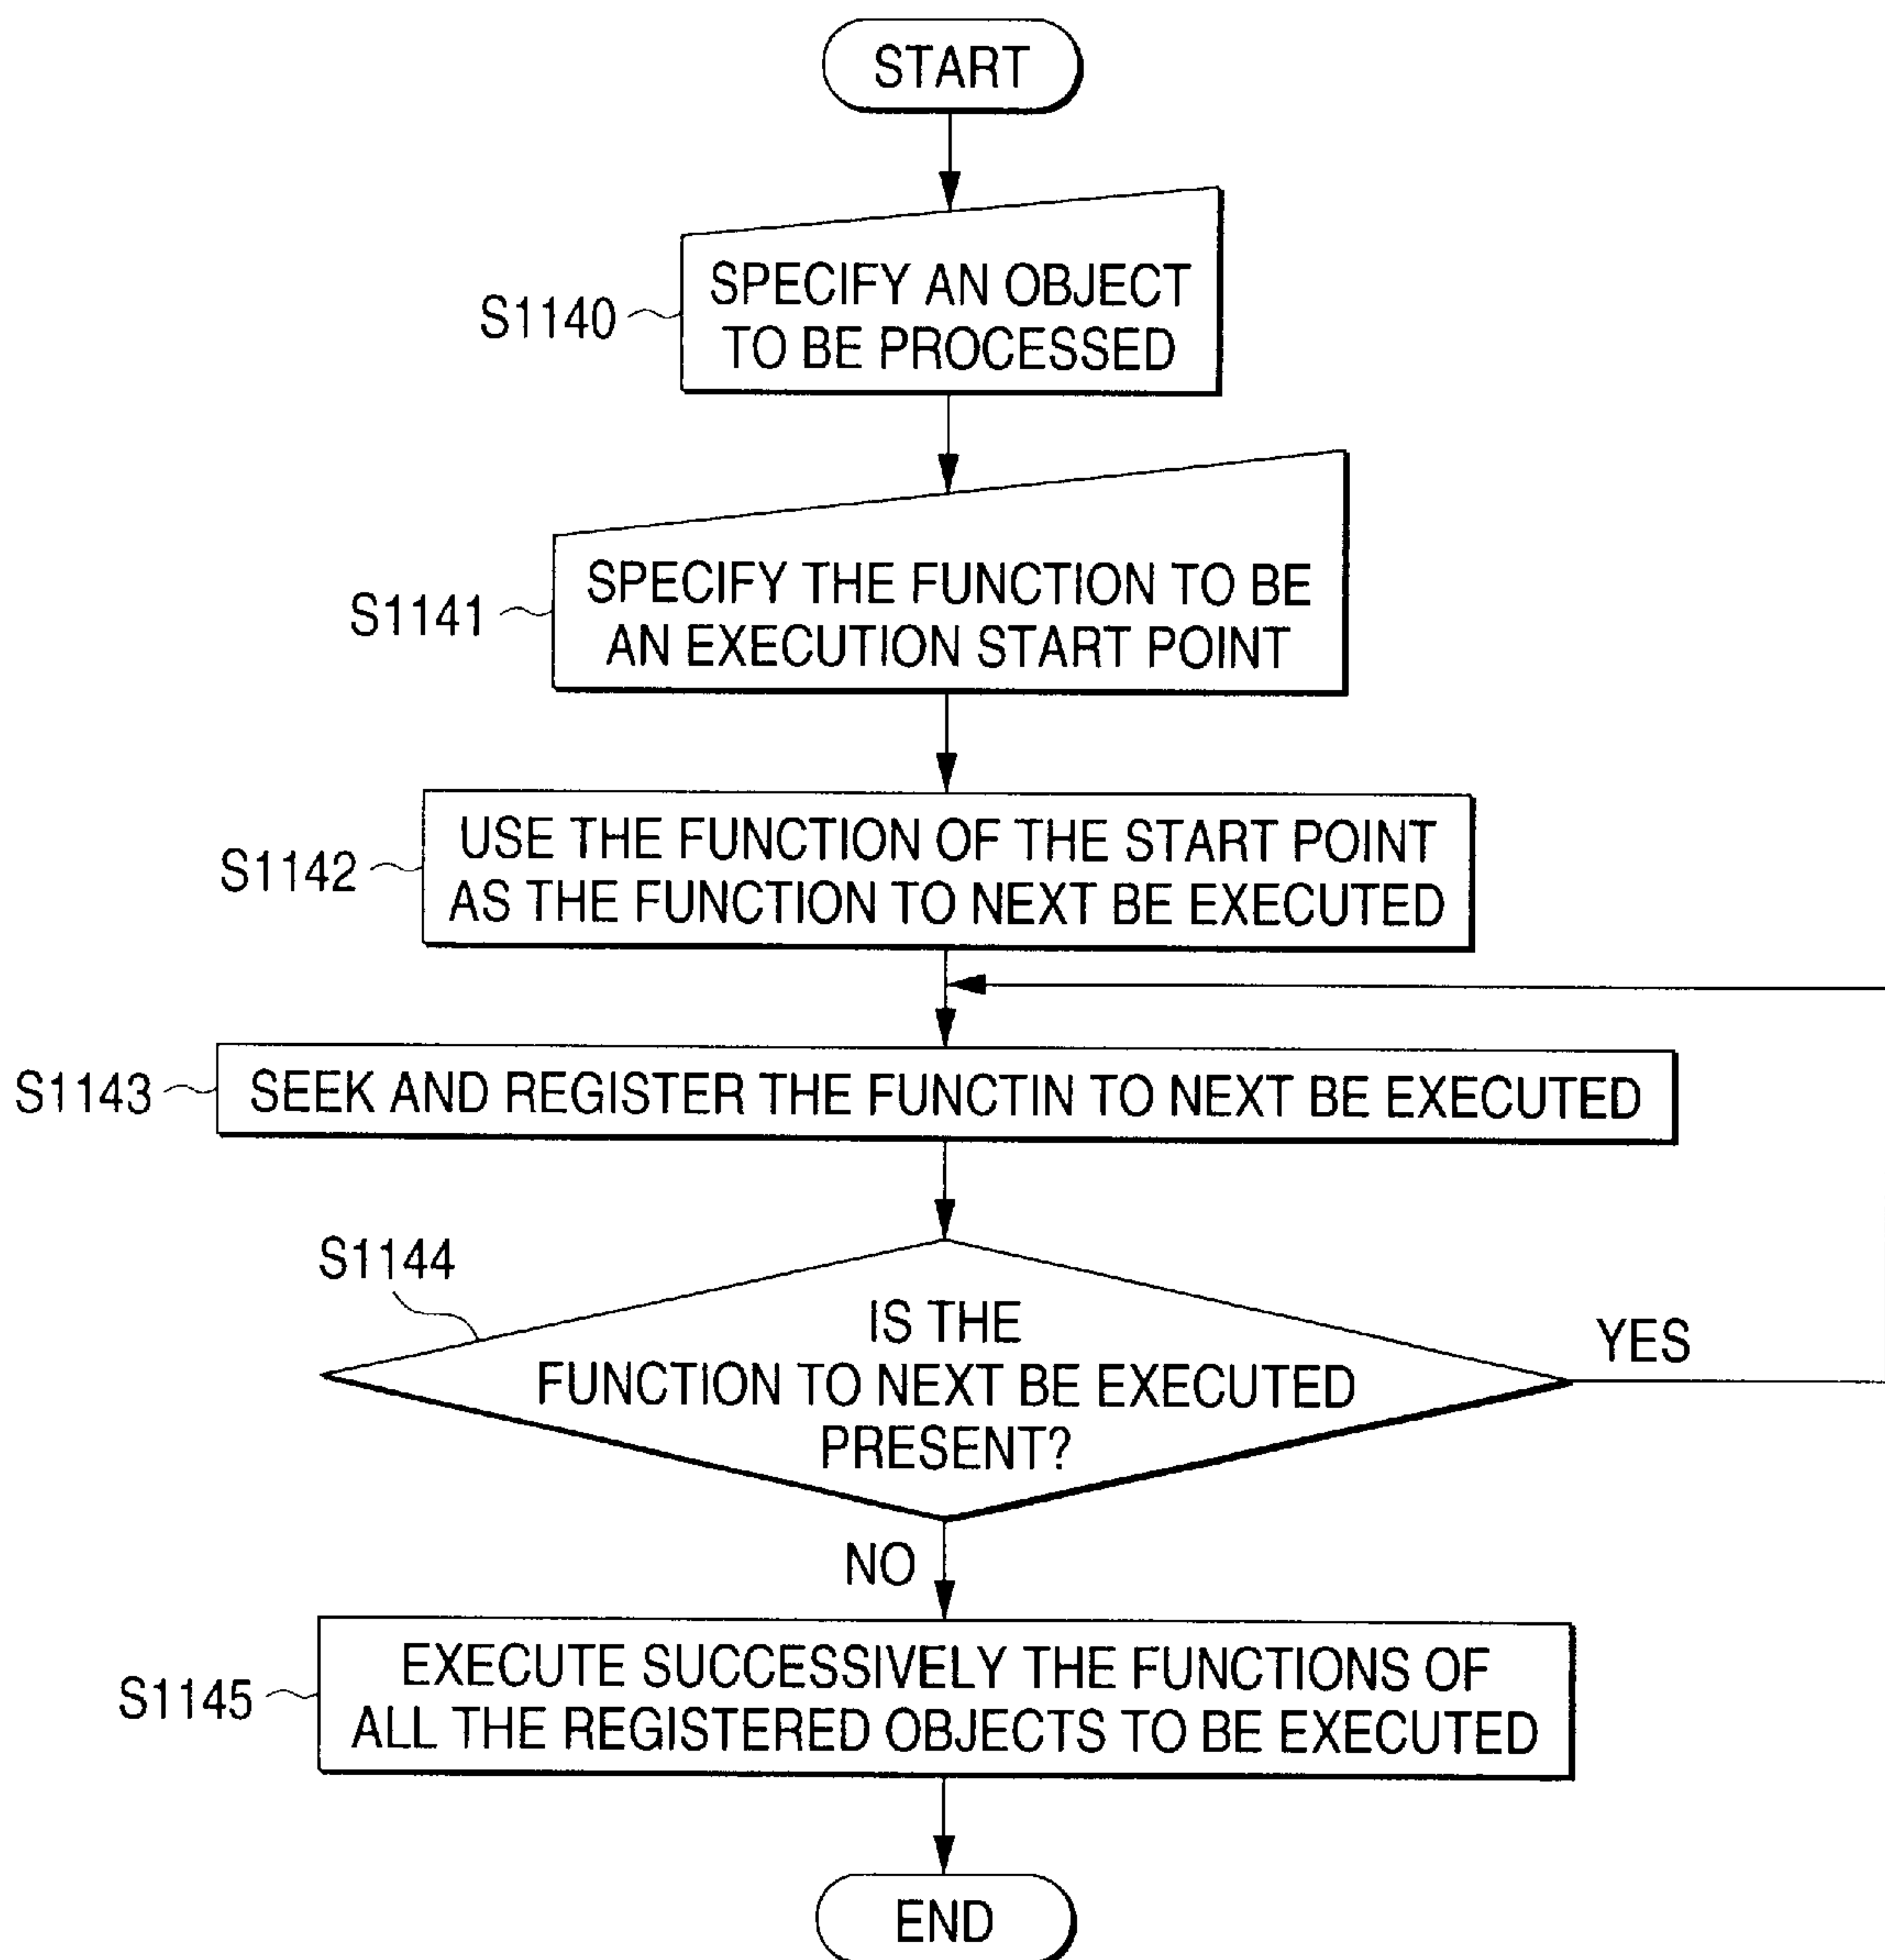 START
SPECIFY AN OBJECT
TO BE PROCESSED
S1140
SPECIFY THE FUNCTION TO BE
AN EXECUTION START POINT
S1141
USE THE FUNCTION OF THE START POINT
AS THE FUNCTION TO NEXT BE EXECUTED
S1142
SEEK AND REGISTER THE FUNCTIN TO NEXT BE EXECUTED
S1143
S1144
IS THE
FUNCTION TO NEXT BE EXECUTED
PRESENT?
YES
NO
EXECUTE SUCCESSIVELY THE FUNCTIONS OF
ALL THE REGISTERED OBJECTS TO BE EXECUTED
S1145
END